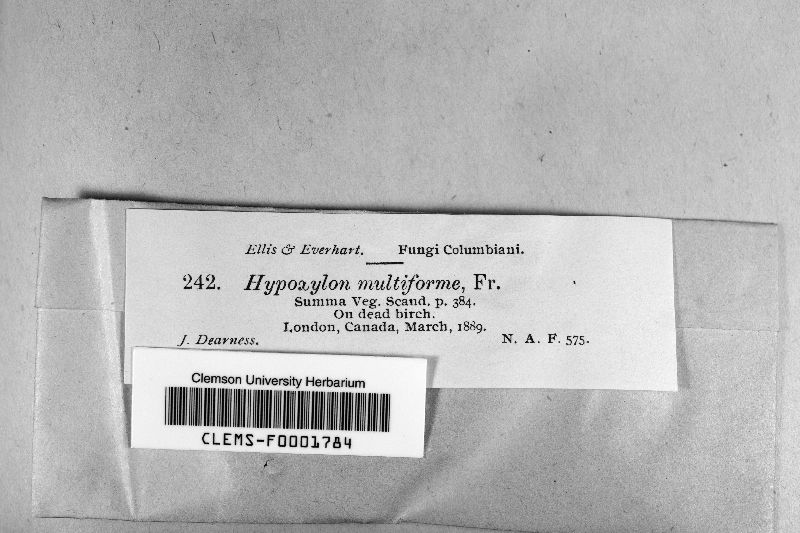 Ellis & Everhart. Fungi Columbiani.
242. Hypoxylon multiforme, Fr.
Summa Veg. Scand. p. 384.
On dead birch.
London, Canada, March, 1889.
J. Dearness. N. A. F. 575.
Clemson University Herbarium
CLEMS-F0001784